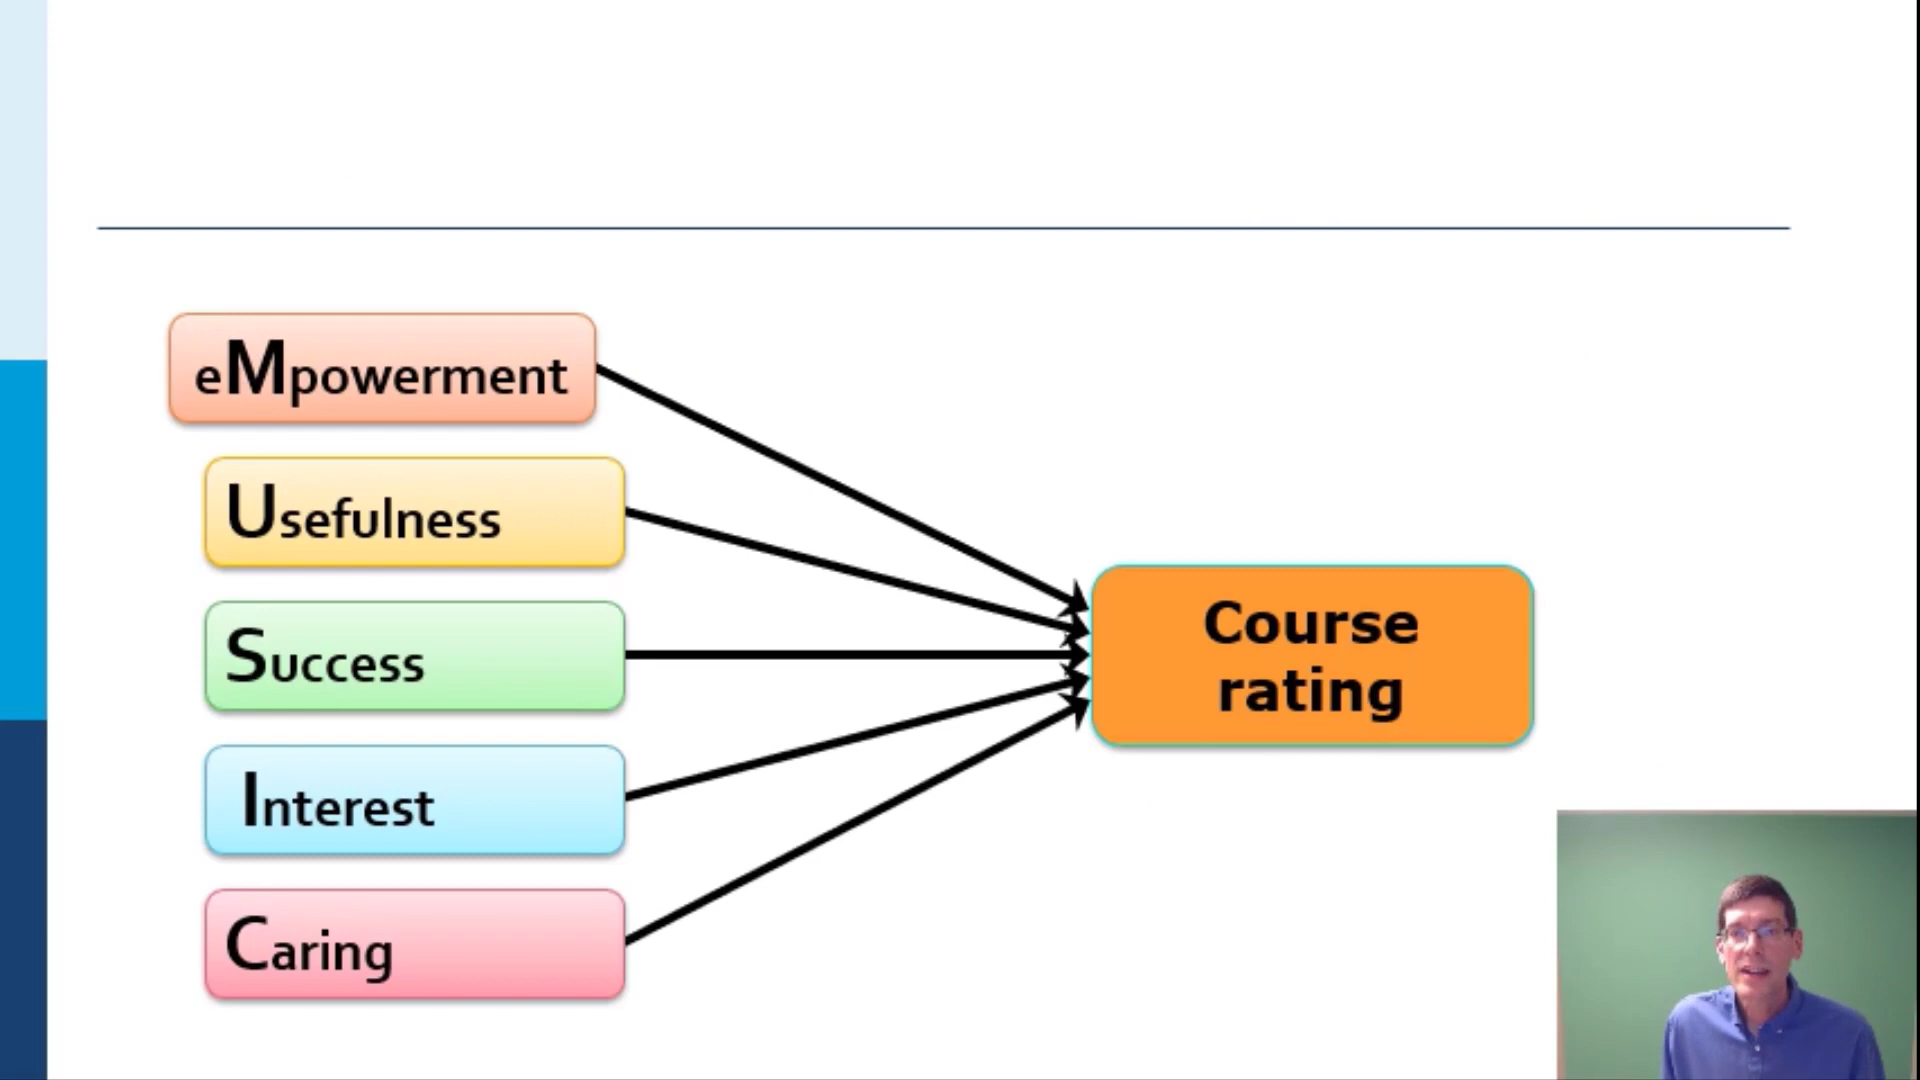 eMpowerment
Usefulness
Success
Interest
Caring
Course
rating